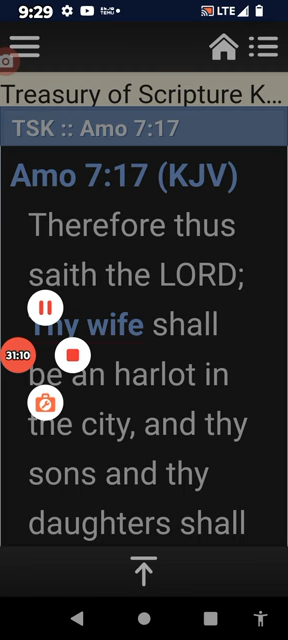 9:29
LTE
Treasury of Scripture K...
TSK :: Amo 7:17
Amo 7:17 (KJV)
Therefore thus
saith the LORD;
Thy wife shall
31:10
be an harlot in
the city, and thy
sons and thy
daughters shall